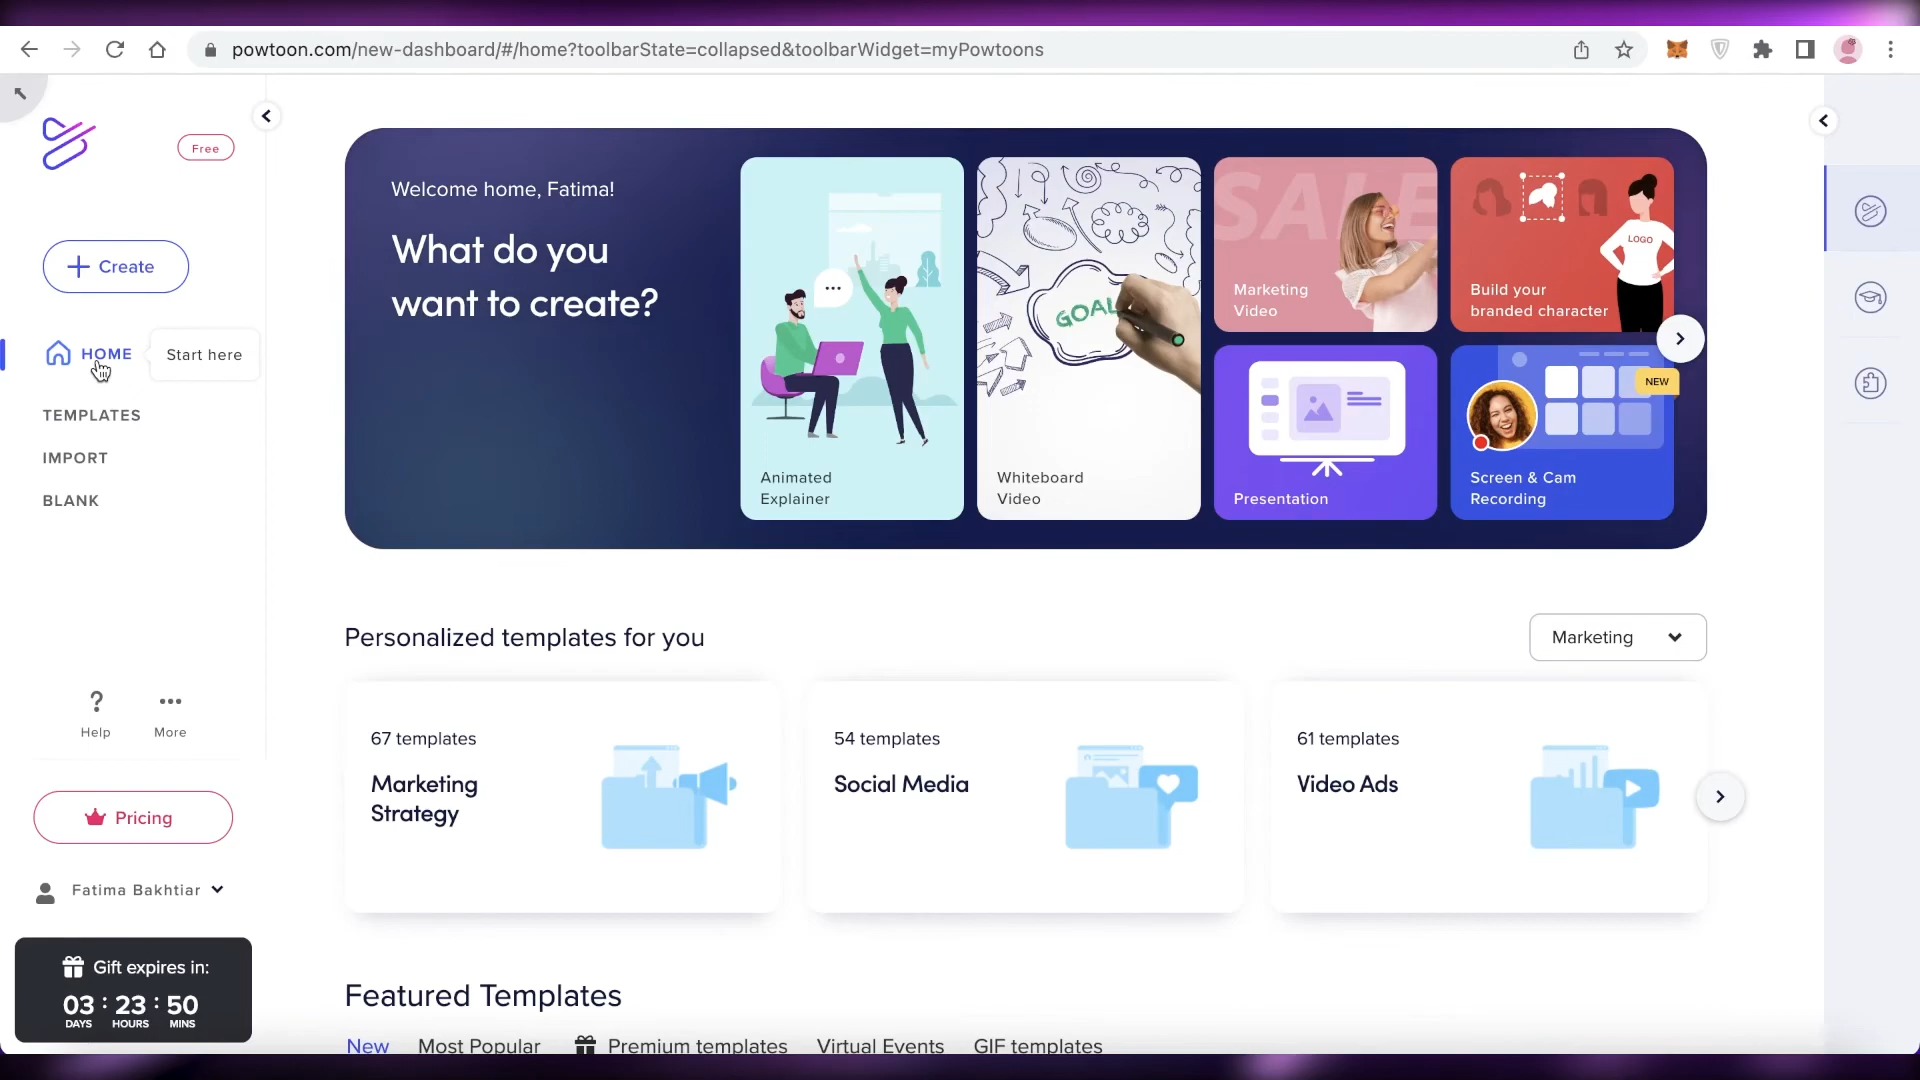 powtoon.com/new-dashboard/#/home?toolbarState=collapsed&toolbarWidget=myPowtoons
Free
Create
HOME
Start here
TEMPLATES
IMPORT
BLANK
?
Help
More
Pricing
Fatima Bakhtiar
Gift expires in:
03 : 23 : 50
DAYS HOURS MINS
Welcome home, Fatima!
What do you
want to create?
Animated
Explainer
GOAL
Whiteboard
Video
SALE
Marketing
Video
LOGO
Build your
branded character
Presentation
NEW
Screen & Cam
Recording
Personalized templates for you
Marketing
67 templates
Marketing
Strategy
54 templates
Social Media
61 templates
Video Ads
Featured Templates
New Most Popular Premium templates Virtual Events GIF templates